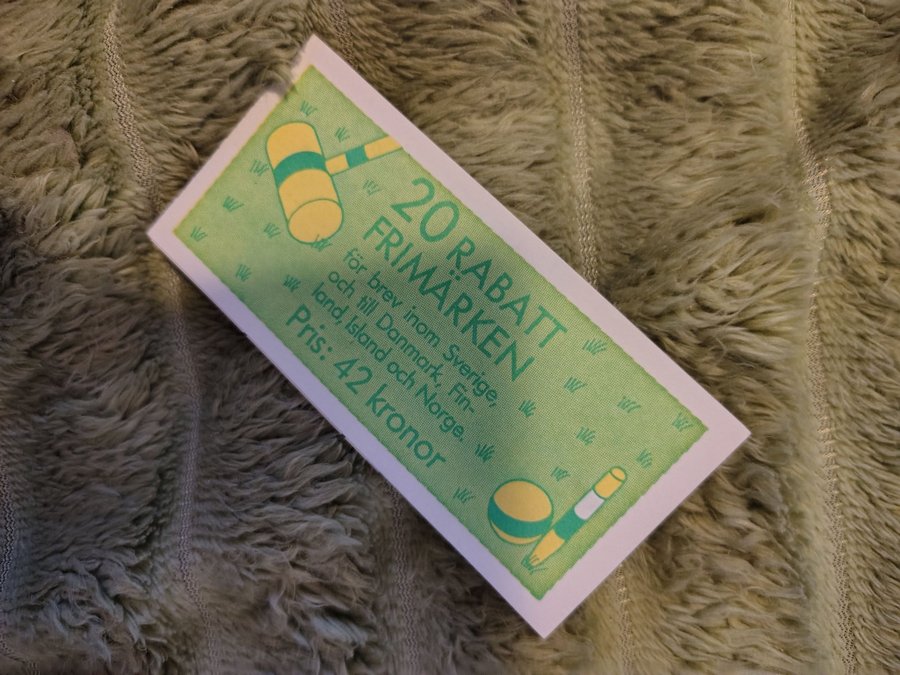 20 RABATT
FRIMÄRKEN
för brev inom Sverige,
och till Danmark, Fin-
land, Island och Norge.
Pris: 42 kronor